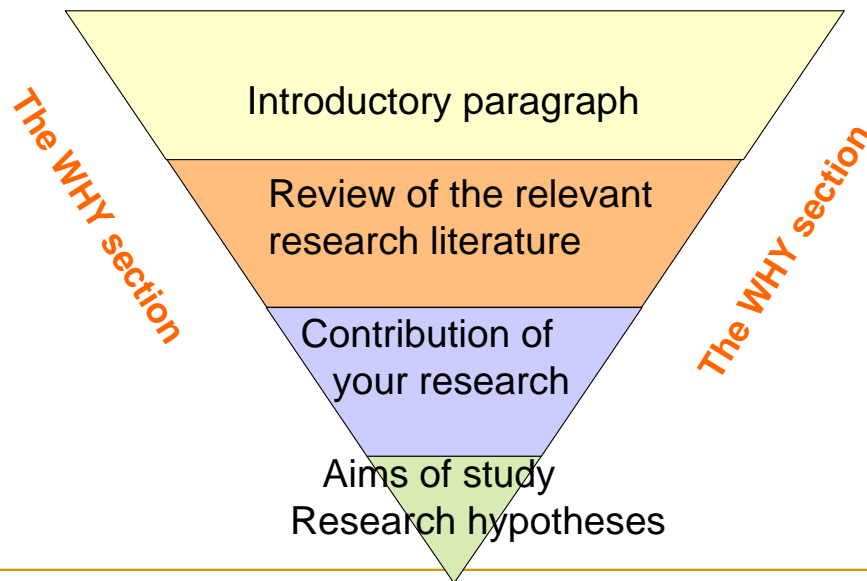 Introductory paragraph
The WHY section
The WHY section
Review of the relevant
research literature
Contribution of
your research
Aims of study
Research hypotheses